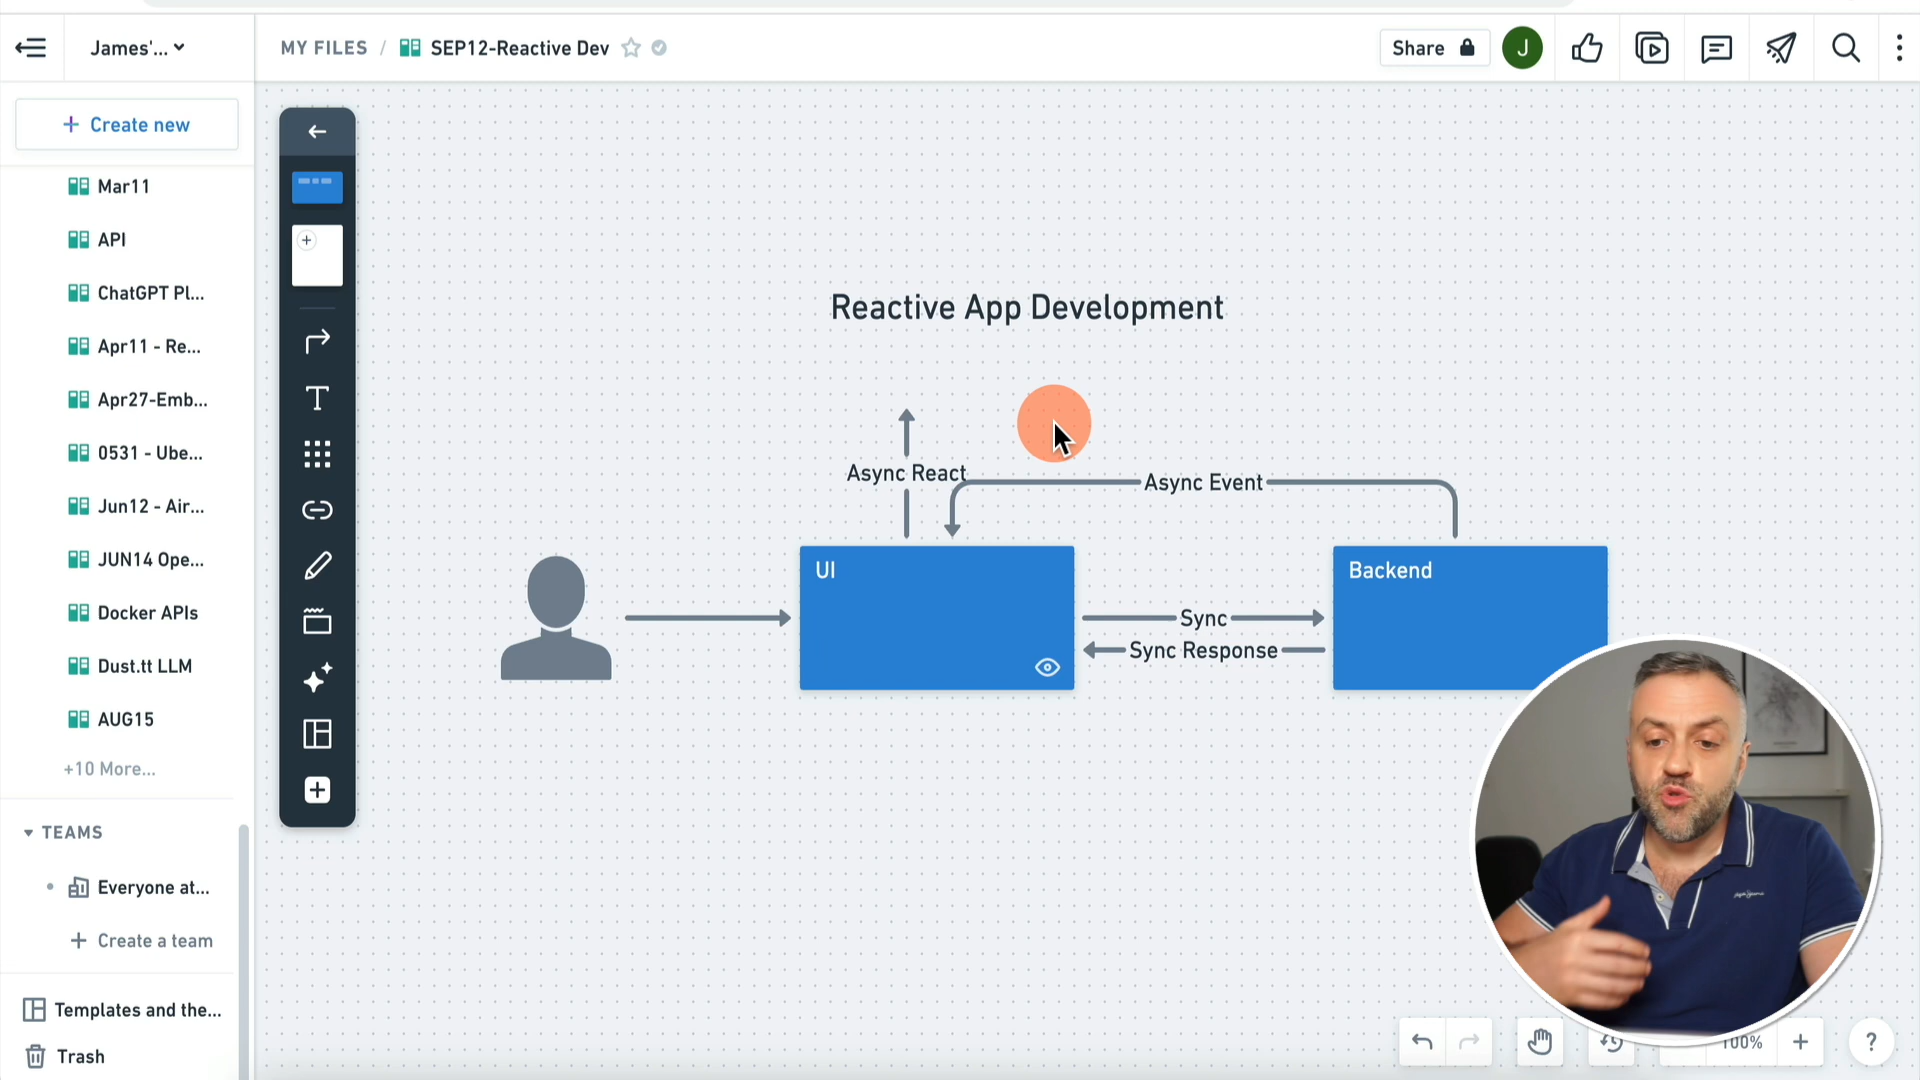 James'...
MY FILES / SEP12-Reactive Dev
Share
J
+ Create new
Mar11
API
ChatGPT Pl...
Apr11 - Re...
Apr27-Emb...
0531 - Ube...
Jun12 - Air...
JUN14 Ope...
Docker APIs
Dust.tt LLM
AUG15
+10 More...
TEAMS
Everyone at...
+ Create a team
Templates and the...
Trash
Reactive App Development
Async React
Async Event
UI
Backend
Sync
Sync Response
100%
?